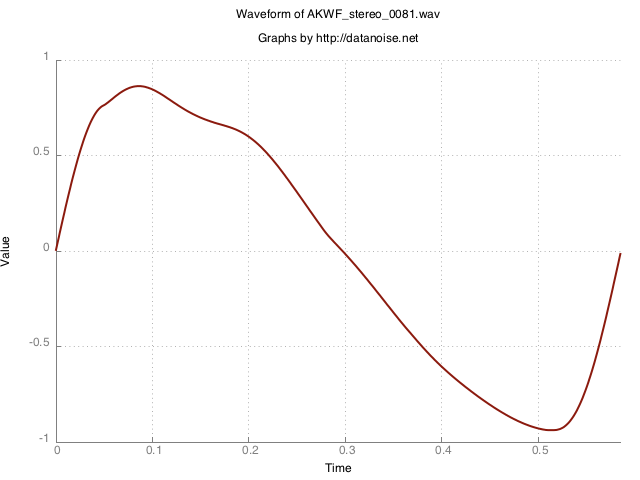 Waveform of AKWF_stereo_0081.wav
Graphs by http://datanoise.net
1
0.5
0
-0.5
-1
Value
0
0.1
0.2
0.3
0.4
0.5
Time